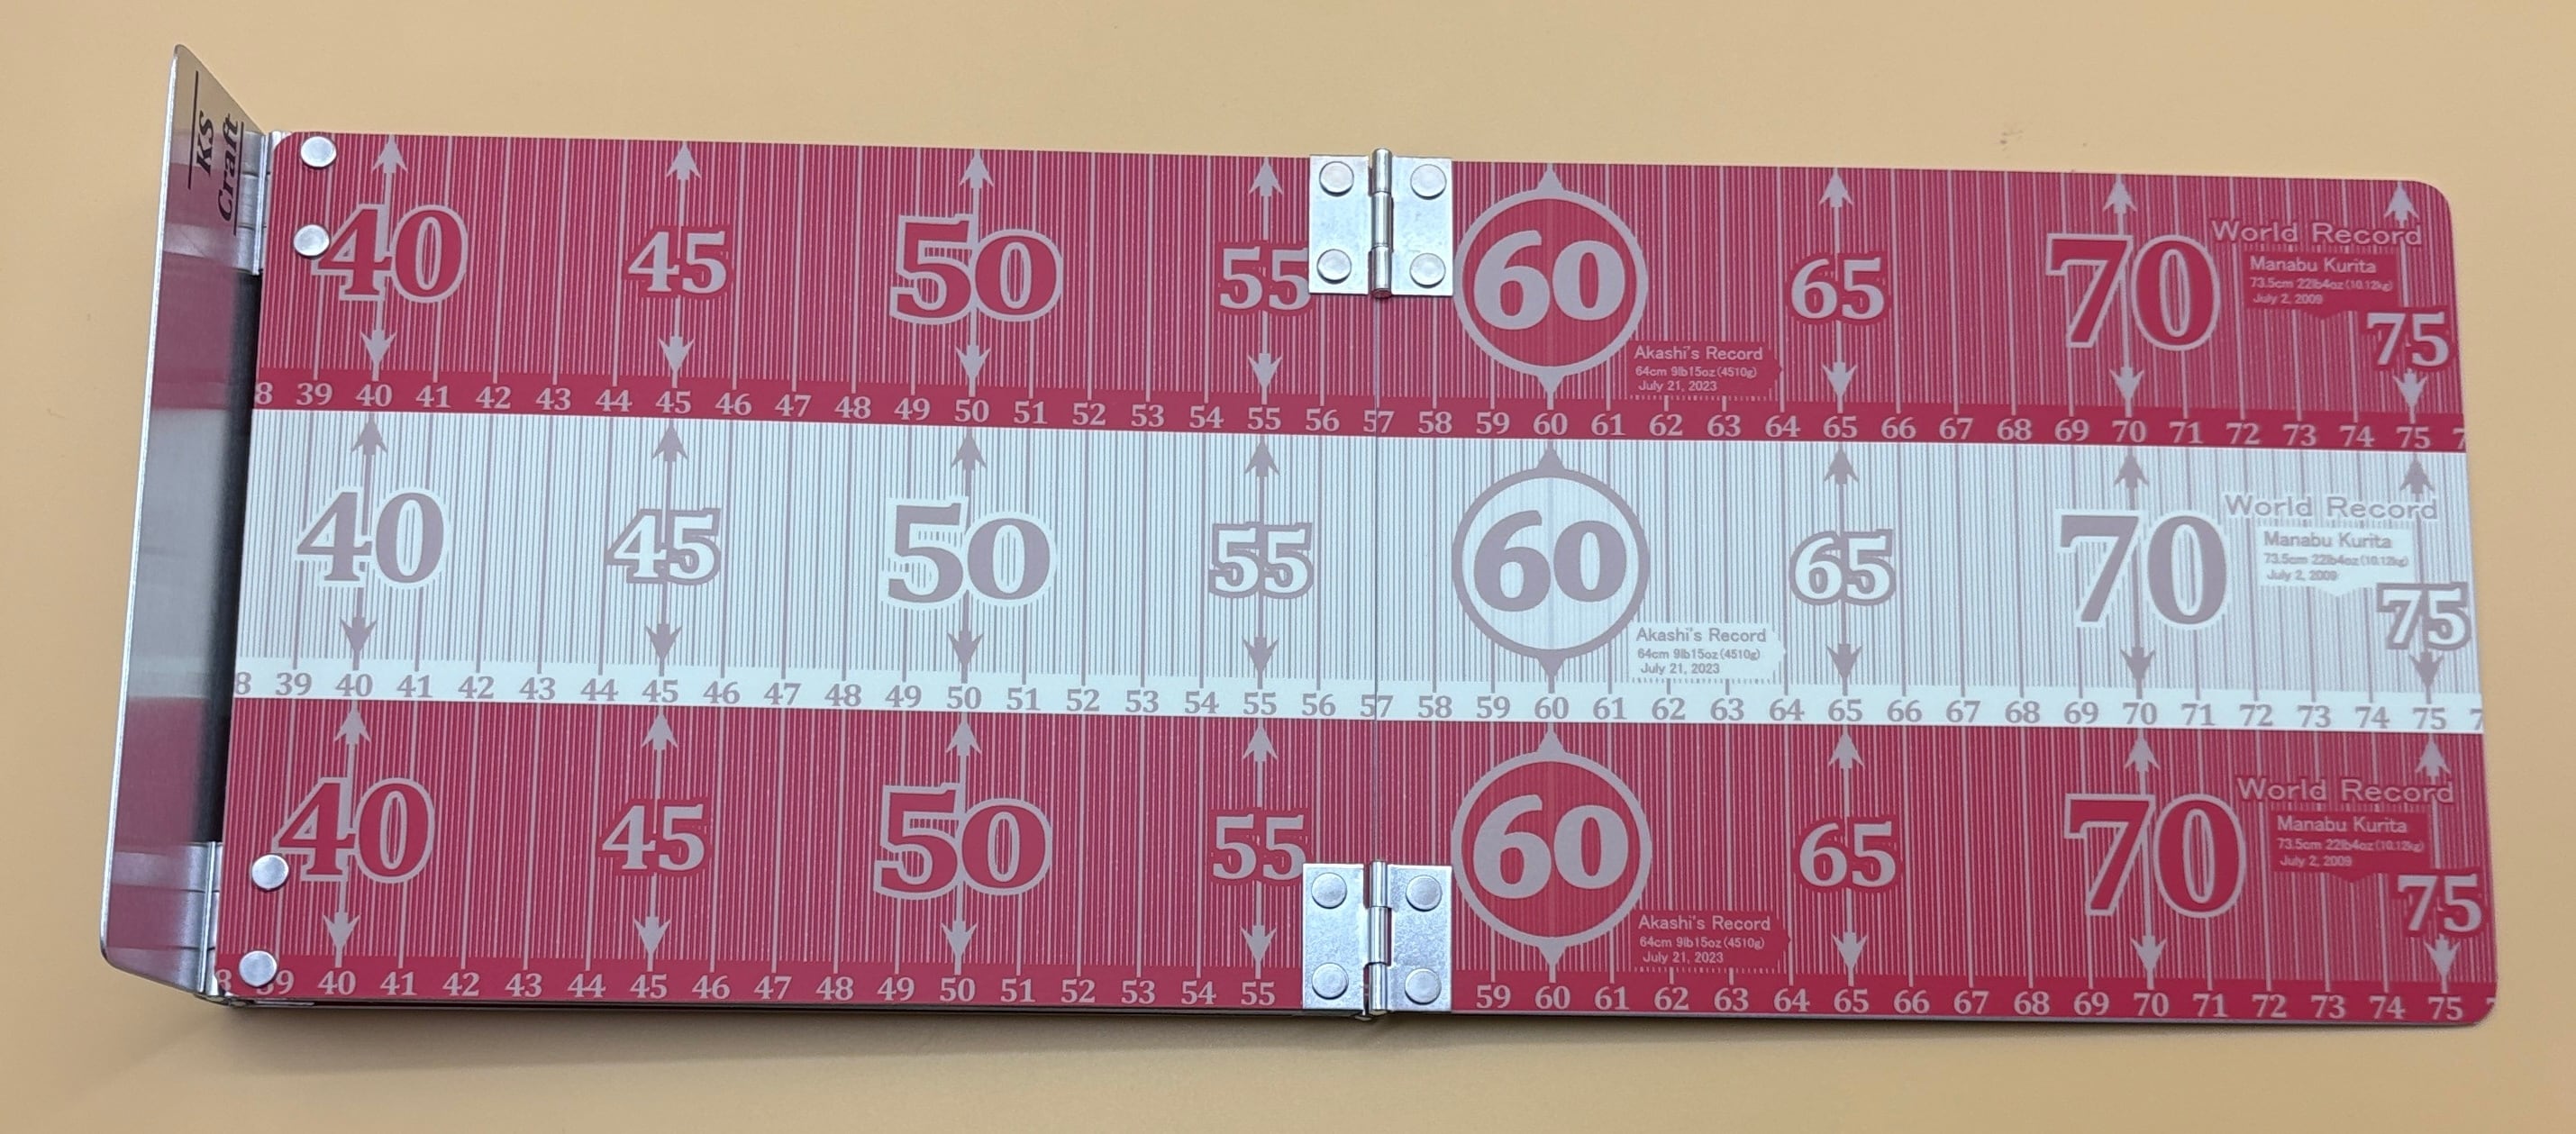 KS
Craft
40 45 50 55 60 65 70 75
World Record
Manabu Kurita
73.5cm 22lb4oz(10.12kg)
July 2, 2009
Akashi's Record
64cm 9lb15oz(4510g)
July 21, 2023
8 39 40 41 42 43 44 45 46 47 48 49 50 51 52 53 54 55 56 57 58 59 60 61 62 63 64 65 66 67 68 69 70 71 72 73 74 75 7
40 45 50 55 60 65 70 75
World Record
Manabu Kurita
73.5cm 22lb4oz(10.12kg)
July 2, 2009
Akashi's Record
64cm 9lb15oz(4510g)
July 21, 2023
8 39 40 41 42 43 44 45 46 47 48 49 50 51 52 53 54 55 56 57 58 59 60 61 62 63 64 65 66 67 68 69 70 71 72 73 74 75 7
40 45 50 55 60 65 70 75
World Record
Manabu Kurita
73.5cm 22lb4oz(10.12kg)
July 2, 2009
Akashi's Record
64cm 9lb15oz(4510g)
July 21, 2023
8 39 40 41 42 43 44 45 46 47 48 49 50 51 52 53 54 55 59 60 61 62 63 64 65 66 67 68 69 70 71 72 73 74 75 7